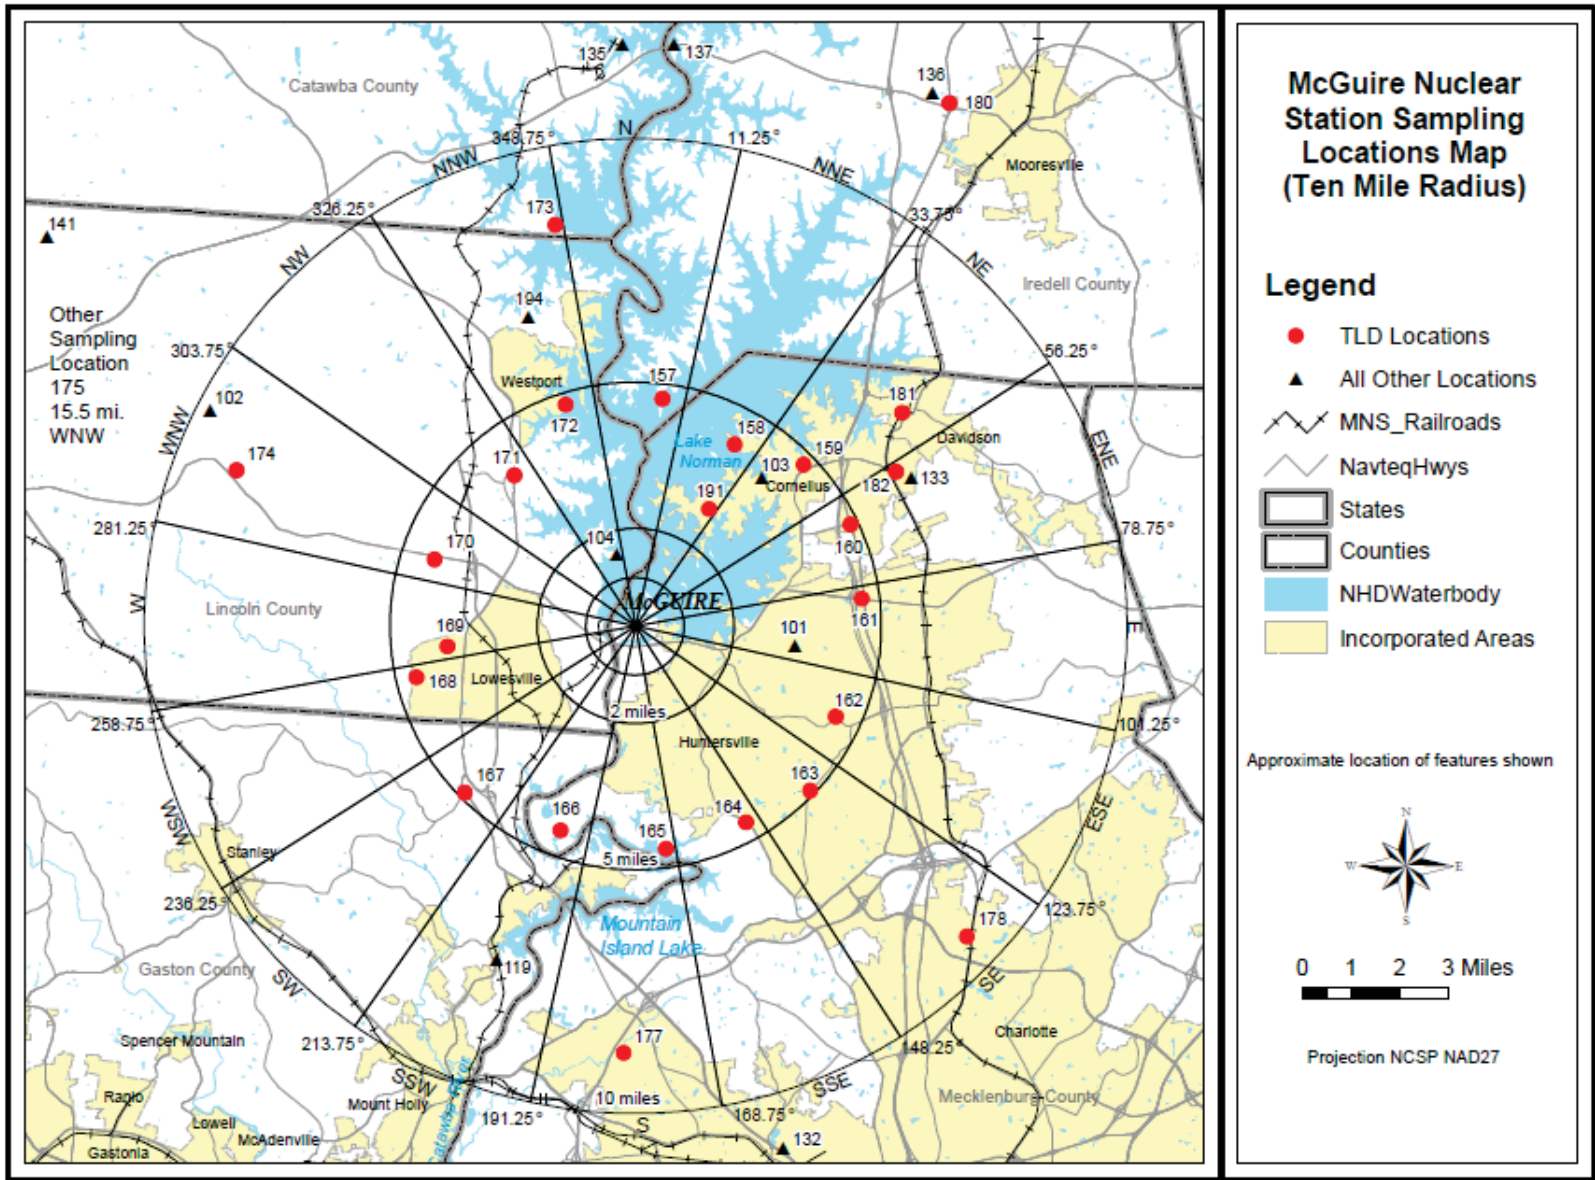 135
137
136
180
Catawba County
348.75°
N
11.25°
NNW
NNE
Mooresville
326.25°
173
33.75°
141
NW
NE
Iredell County
194
Other
Sampling
Location
175
15.5 mi.
WNW
303.75°
56.25°
157
Westport
102
172
181
WNW
158
Davidson
ENE
Lake
Norman
159
174
171
103
Cornelius
182
133
191
281.25°
78.75°
104
160
170
McGUIRE
W
Lincoln County
161
E
169
101
168
Lowesville
2 miles
162
258.75°
101.25°
Huntersville
167
163
166
164
WSW
165
ESE
Stanley
5 miles
236.25°
123.75°
178
Mountain
Island Lake
Gaston County
119
SW
SE
Charlotte
Spencer Mountain
213.75°
177
148.25°
SSW
SSE
Ranlo
Mount Holly
10 miles
Mecklenburg County
191.25°
168.75°
Lowell
S
McAdenville
Catawba River
132
Gastonia
McGuire Nuclear
Station Sampling
Locations Map
(Ten Mile Radius)
Legend
TLD Locations
All Other Locations
MNS_Railroads
NavteqHwys
States
Counties
NHDWaterbody
Incorporated Areas
Approximate location of features shown
N
W
E
S
0 1 2 3 Miles
Projection NCSP NAD27